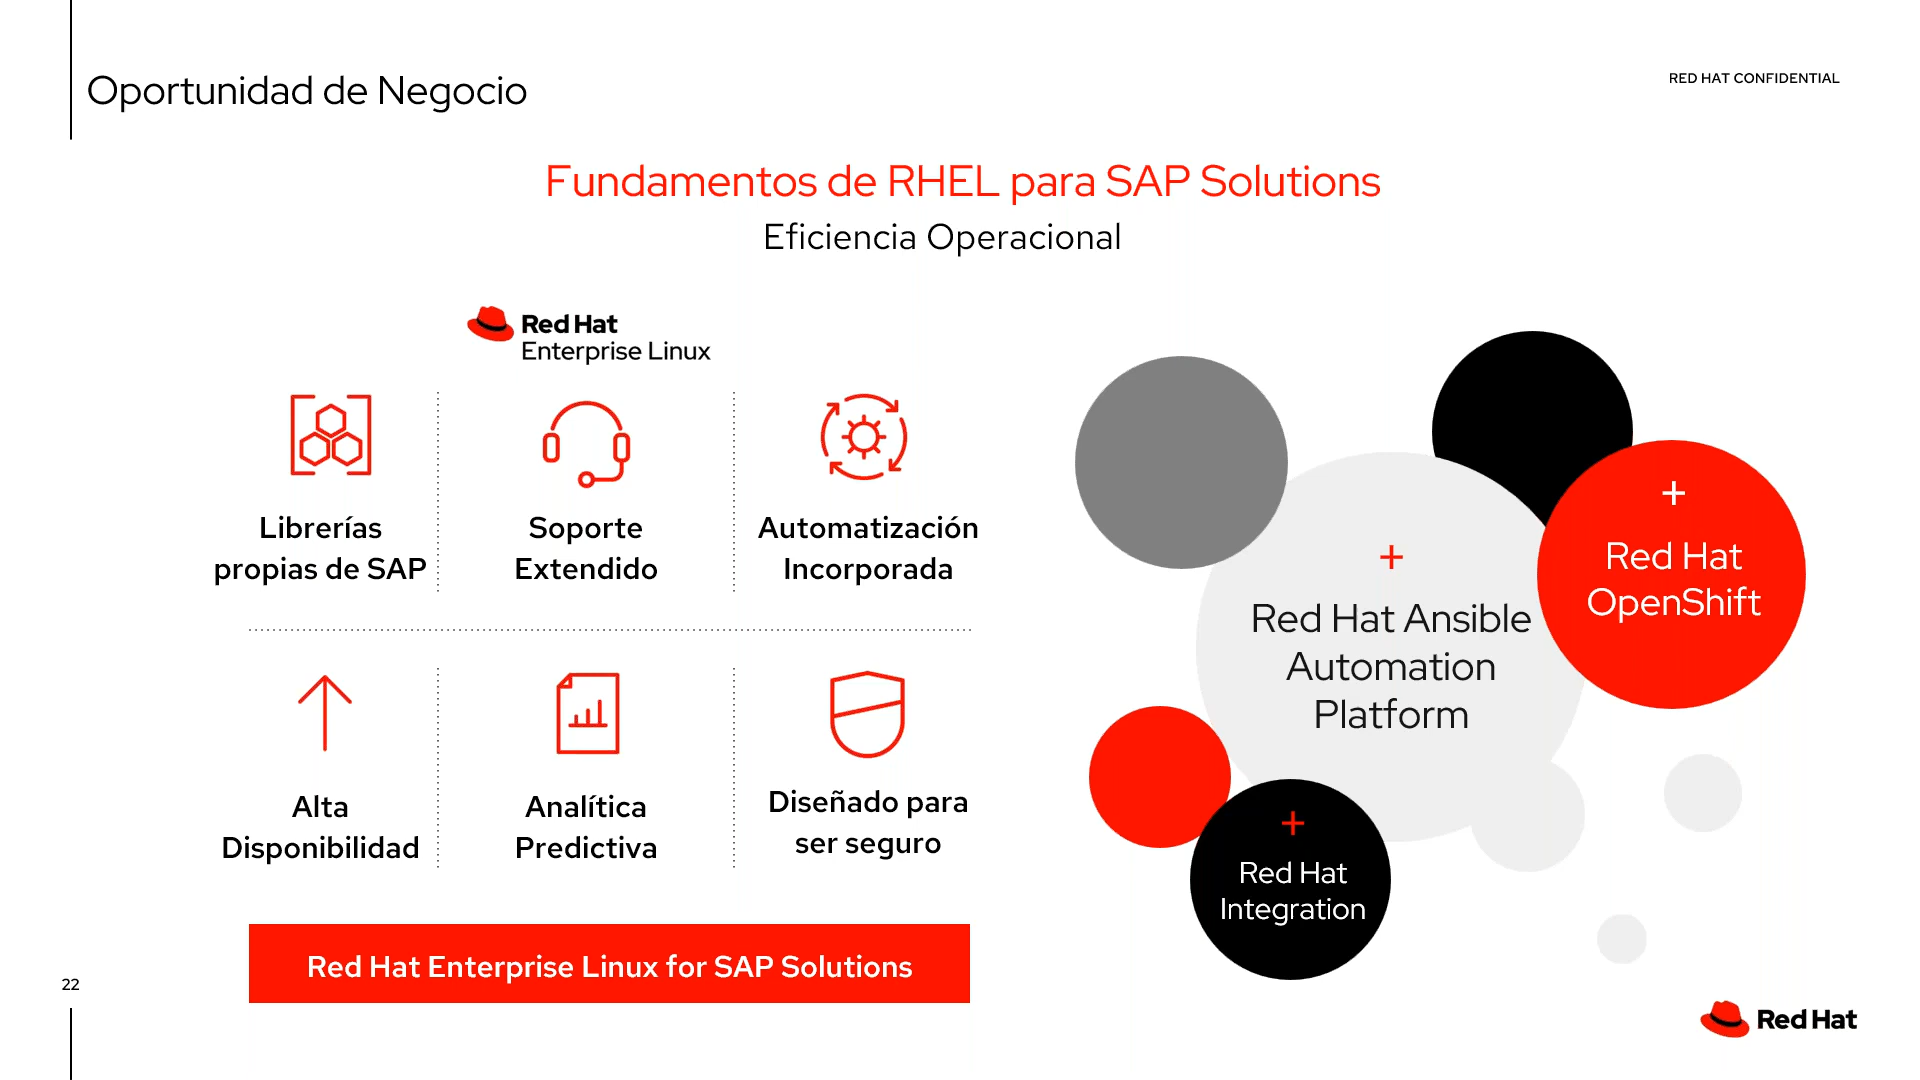 Oportunidad de Negocio
RED HAT CONFIDENTIAL
Fundamentos de RHEL para SAP Solutions
Eficiencia Operacional
Red Hat
Enterprise Linux
Librerías
propias de SAP
Soporte
Extendido
Automatización
Incorporada
Alta
Disponibilidad
Analítica
Predictiva
Diseñado para
ser seguro
Red Hat Enterprise Linux for SAP Solutions
+
Red Hat Ansible
Automation
Platform
+
Red Hat
OpenShift
+
Red Hat
Integration
22
Red Hat